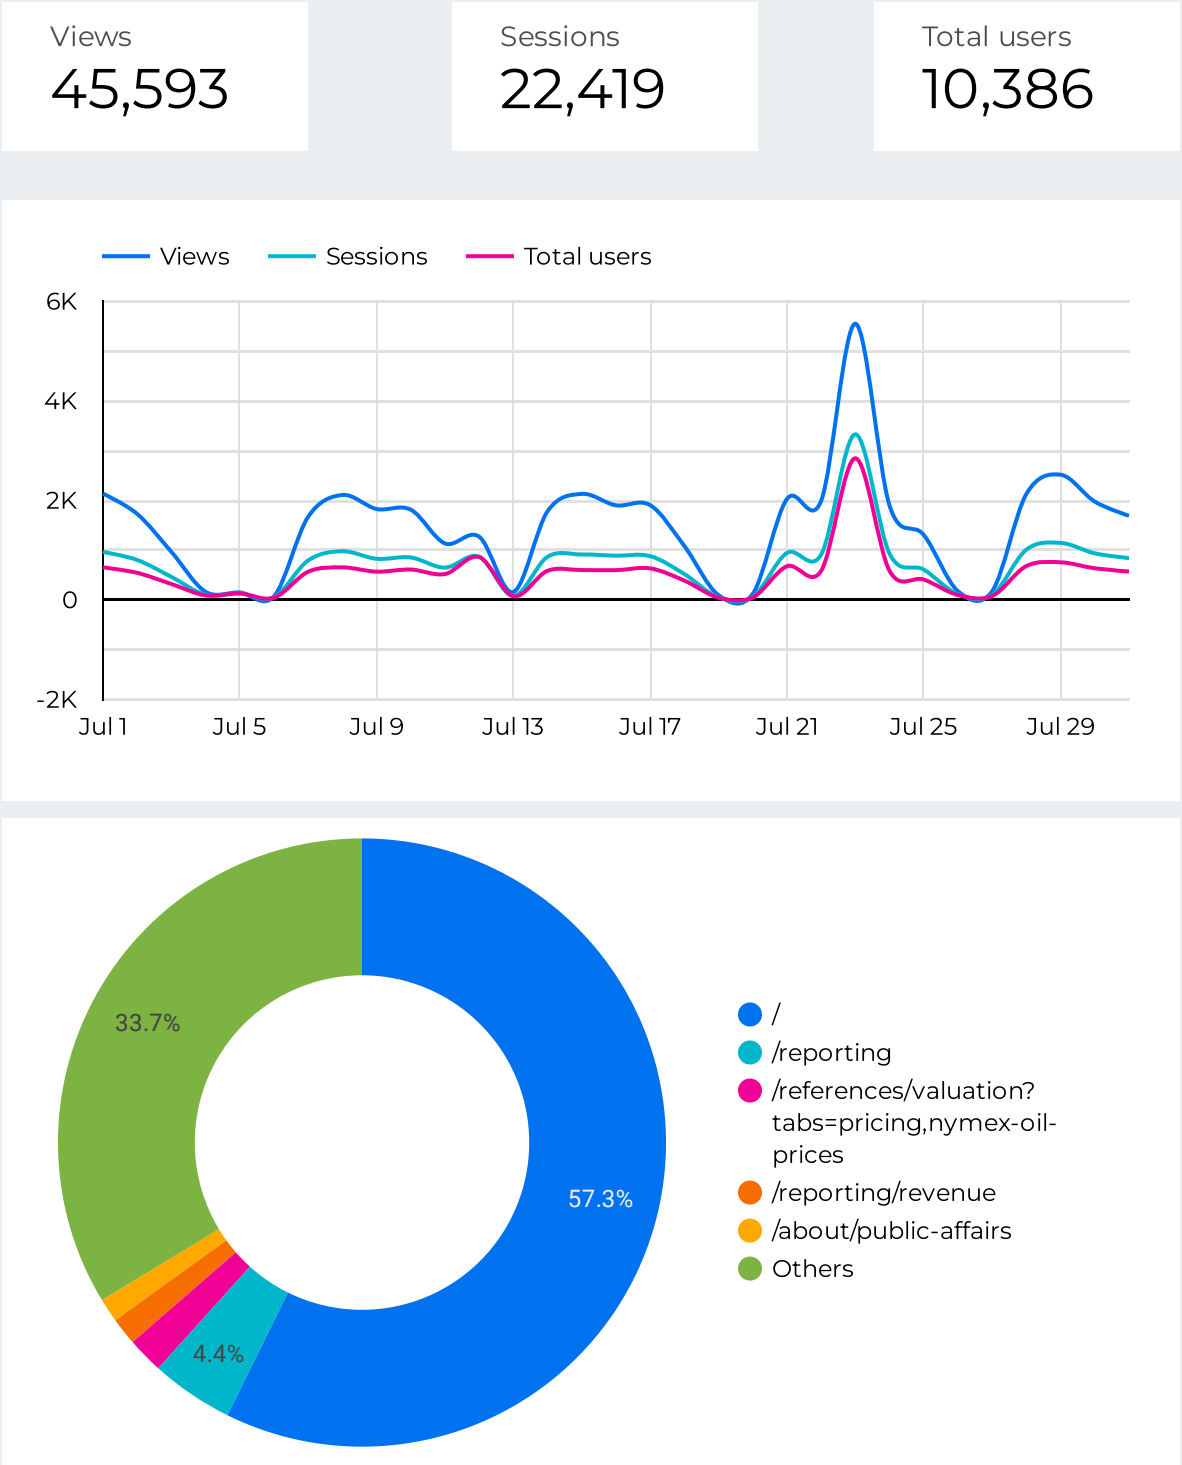 Views
45,593
Sessions
22,419
Total users
10,386
Views
Sessions
Total users
6K
4K
2K
0
-2K
Jul 1
Jul 5
Jul 9
Jul 13
Jul 17
Jul 21
Jul 25
Jul 29
33.7%
57.3%
4.4%
/
/reporting
/references/valuation?
tabs=pricing,nymex-oil-
prices
/reporting/revenue
/about/public-affairs
Others